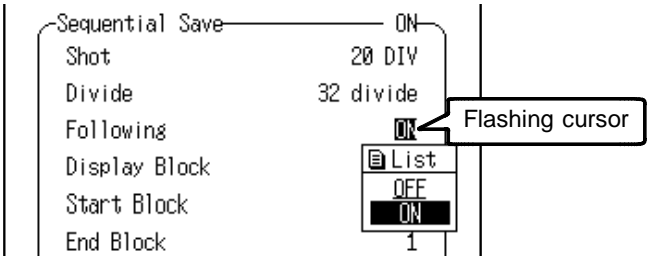 Sequential Save ON
Shot 20 DIV
Divide 32 divide
Following ON
Flashing cursor
Display Block
List
OFF
Start Block
ON
End Block 1